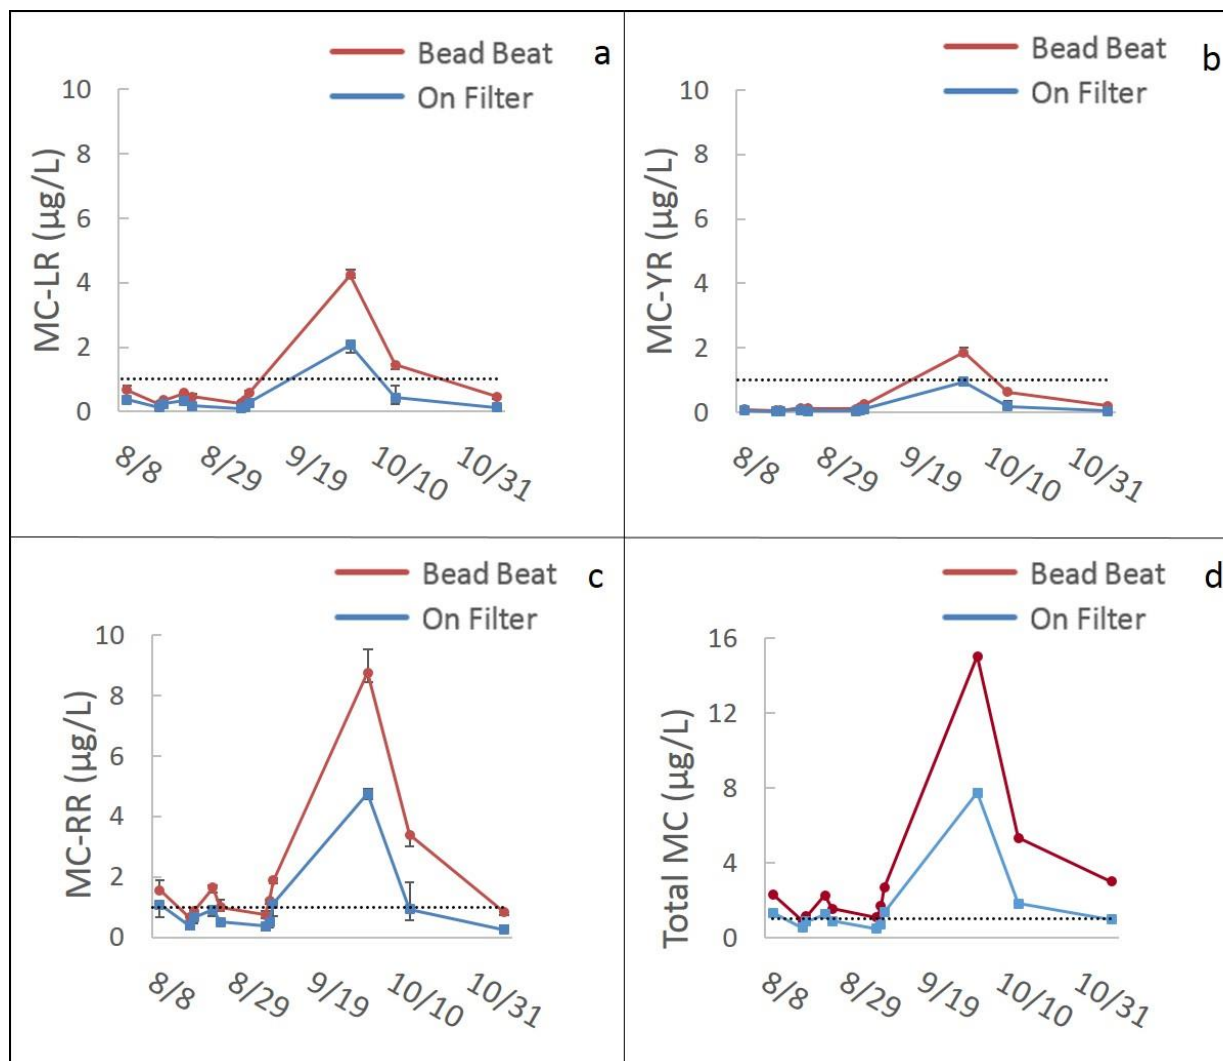 Bead Beat a
On Filter
MC-LR (µg/L)
10
8
6
4
2
0
8/8 8/29 9/19 10/10 10/31
Bead Beat b
On Filter
MC-YR (µg/L)
10
8
6
4
2
0
8/8 8/29 9/19 10/10 10/31
Bead Beat c
On Filter
MC-RR (µg/L)
10
8
6
4
2
0
8/8 8/29 9/19 10/10 10/31
Bead Beat d
On Filter
Total MC (µg/L)
16
12
8
4
0
8/8 8/29 9/19 10/10 10/31